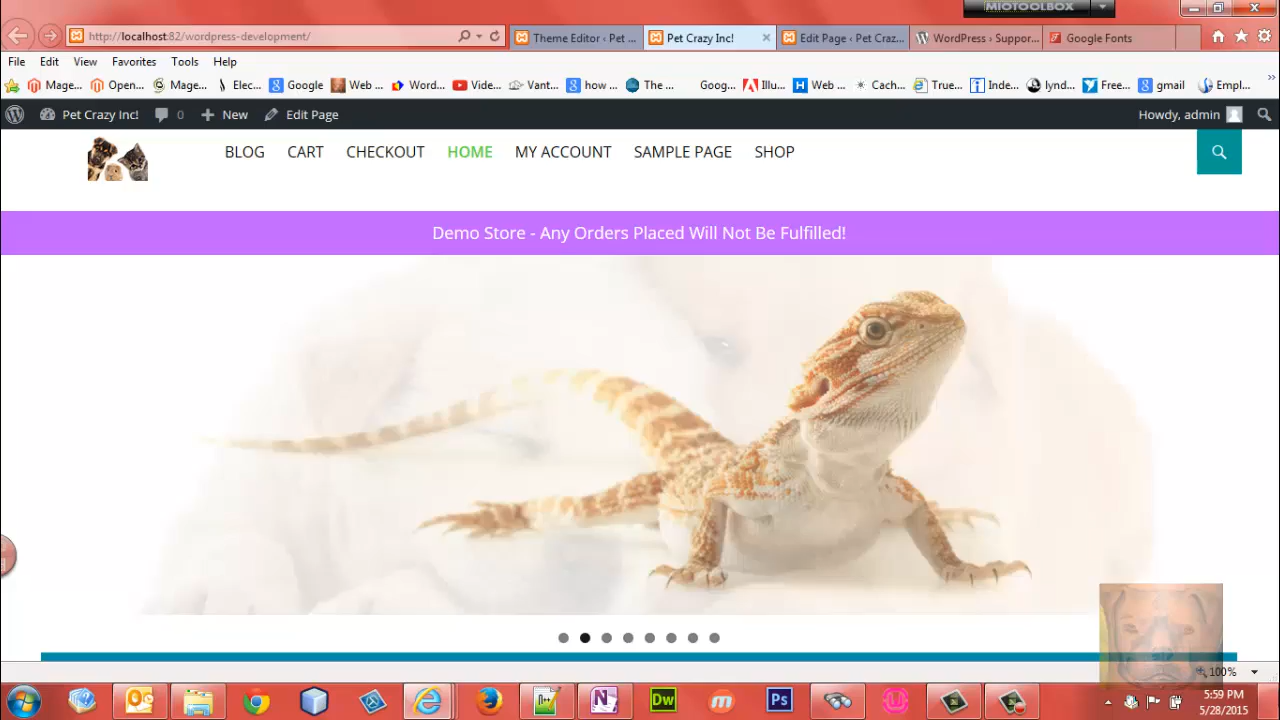 MIOTOOLBOX
http://localhost:82/wordpress-development/
Theme Editor ‹ Pet ...
Pet Crazy Inc!
Edit Page ‹ Pet Craz...
WordPress › Suppor...
Google Fonts
File Edit View Favorites Tools Help
Mage... Open... Mage... Elec... Google Web ... Word... Vide... Vant... how ... The ... Goog... Illu... Web ... Cach... True... Inde... lynd... Free... gmail Empl...
Pet Crazy Inc! 0 New Edit Page Howdy, admin
BLOG CART CHECKOUT HOME MY ACCOUNT SAMPLE PAGE SHOP
Demo Store - Any Orders Placed Will Not Be Fulfilled!
100%
Dw Ps
5:59 PM
5/28/2015